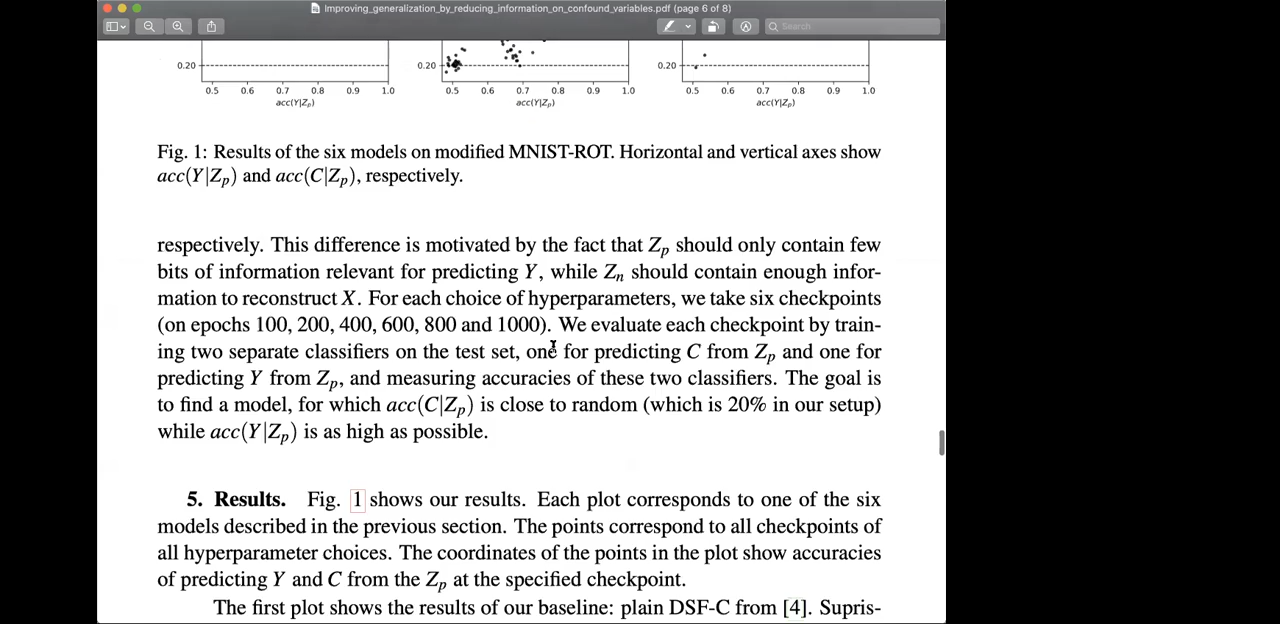 Improving_generalization_by_reducing_information_on_confound_variables.pdf (page 6 of 8)
Search
0.20 0.20 0.20
0.5 0.6 0.7 0.8 0.9 1.0 0.5 0.6 0.7 0.8 0.9 1.0 0.5 0.6 0.7 0.8 0.9 1.0
acc(Y|Zp) acc(Y|Zp) acc(Y|Zp)
Fig. 1: Results of the six models on modified MNIST-ROT. Horizontal and vertical axes show
acc(Y|Zp) and acc(C|Zp), respectively.
respectively. This difference is motivated by the fact that Zp should only contain few
bits of information relevant for predicting Y, while Zn should contain enough infor-
mation to reconstruct X. For each choice of hyperparameters, we take six checkpoints
(on epochs 100, 200, 400, 600, 800 and 1000). We evaluate each checkpoint by train-
ing two separate classifiers on the test set, one for predicting C from Zp and one for
predicting Y from Zp, and measuring accuracies of these two classifiers. The goal is
to find a model, for which acc(C|Zp) is close to random (which is 20% in our setup)
while acc(Y|Zp) is as high as possible.
5. Results. Fig. 1 shows our results. Each plot corresponds to one of the six
models described in the previous section. The points correspond to all checkpoints of
all hyperparameter choices. The coordinates of the points in the plot show accuracies
of predicting Y and C from the Zp at the specified checkpoint.
The first plot shows the results of our baseline: plain DSF-C from [4]. Supris-